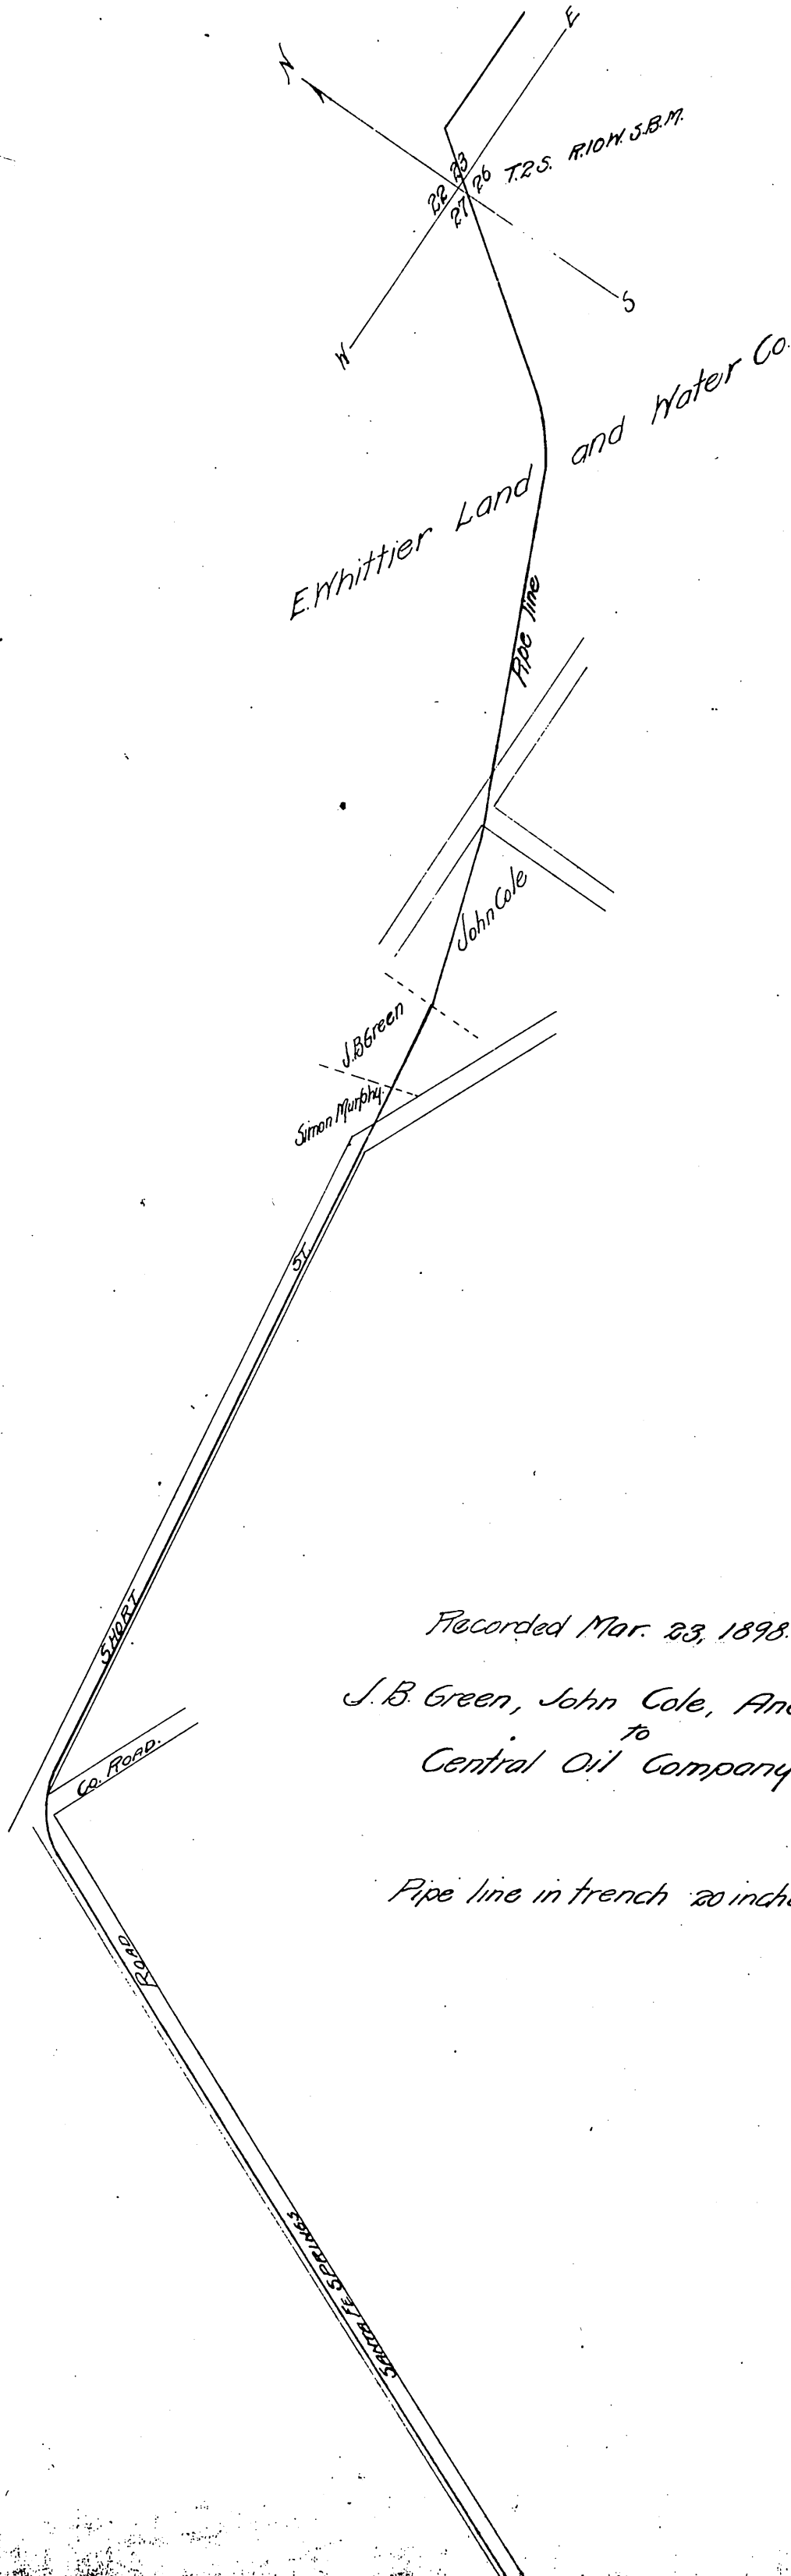 N
E
22 23
27 26
T.2S. R.10W. S.B.M.
W
S
E. Whittier Land and Water Co.
Pipe line
John Cole
J.B Green
Simon Murphy.
SHORT ST.
Recorded Mar. 23, 1898.
J. B. Green, John Cole,
to
Central Oil Company
CO. ROAD.
Pipe line in trench 20
SANTA FE SPRINGS ROAD